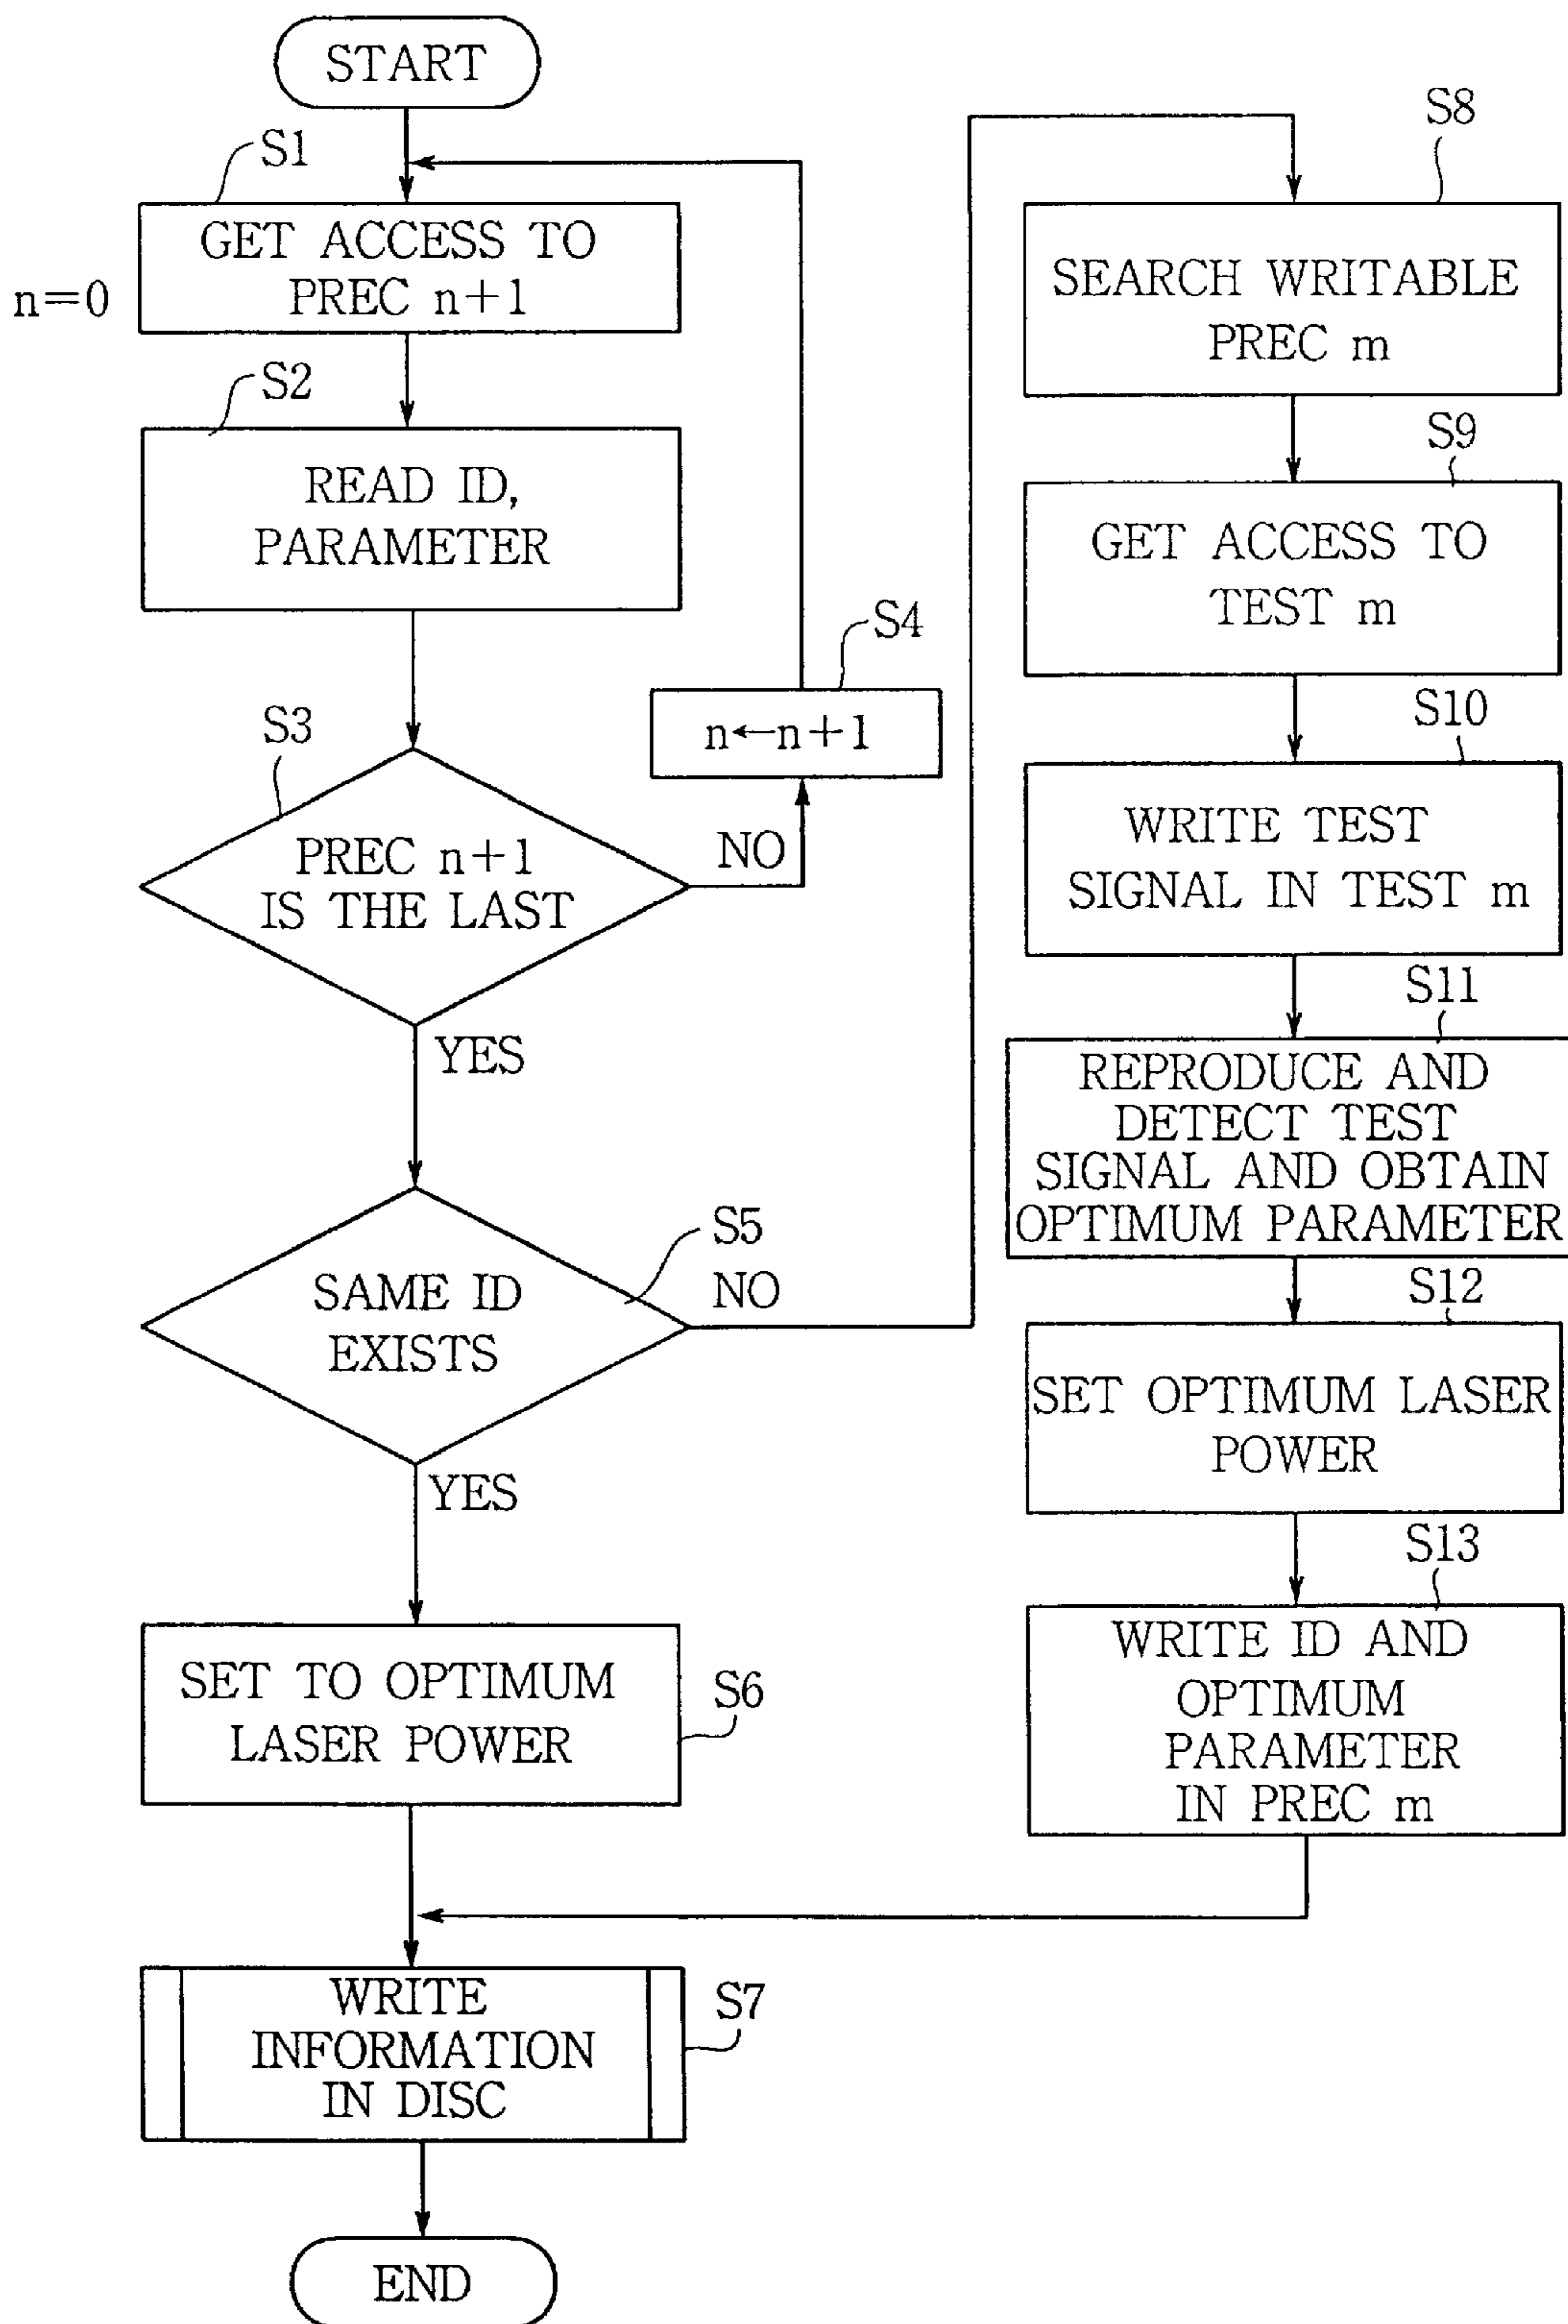 START
S1
GET ACCESS TO
PREC n+1
n=0
S2
READ ID,
PARAMETER
S3
PREC n+1
IS THE LAST
NO
S4
n←n+1
YES
S5
SAME ID
EXISTS
NO
YES
SET TO OPTIMUM
LASER POWER
S6
WRITE
INFORMATION
IN DISC
S7
END
S8
SEARCH WRITABLE
PREC m
S9
GET ACCESS TO
TEST m
S10
WRITE TEST
SIGNAL IN TEST m
S11
REPRODUCE AND
DETECT TEST
SIGNAL AND OBTAIN
OPTIMUM PARAMETER
S12
SET OPTIMUM LASER
POWER
S13
WRITE ID AND
OPTIMUM
PARAMETER
IN PREC m